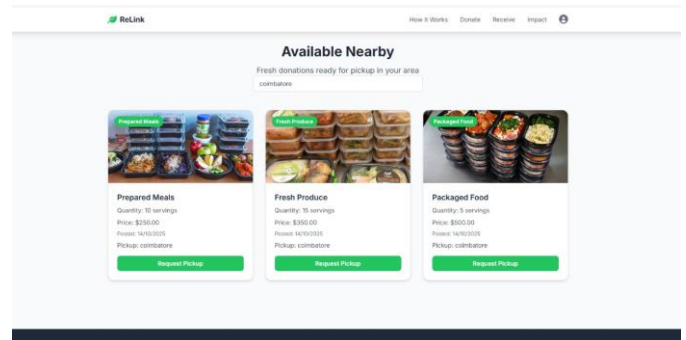 ReLink
How It Works Donate Receive Impact
Available Nearby
Fresh donations ready for pickup in your area
coimbatore
Prepared Meals
Fresh Produce
Packaged Food
Prepared Meals
Quantity: 10 servings
Price: $250.00
Posted: 14/10/2025
Pickup: coimbatore
Request Pickup
Fresh Produce
Quantity: 15 servings
Price: $350.00
Posted: 14/10/2025
Pickup: coimbatore
Request Pickup
Packaged Food
Quantity: 5 servings
Price: $500.00
Posted: 14/10/2025
Pickup: coimbatore
Request Pickup